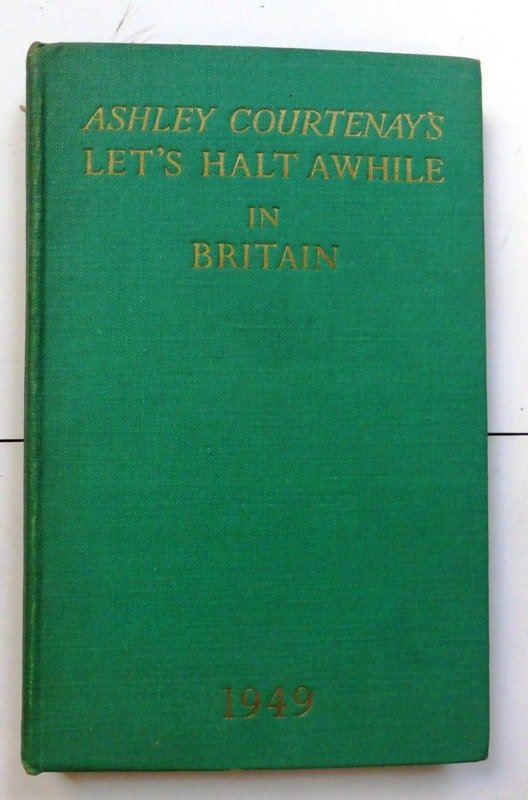 ASHLEY COURTENAY'S
LET'S HALT AWHILE
IN
BRITAIN
1949